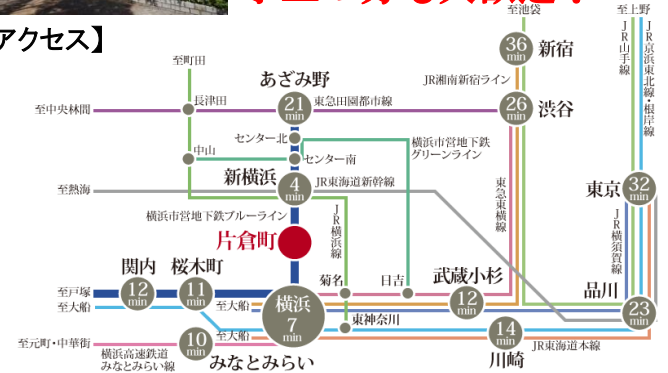 アクセス】
至池袋
至上野
36 min
新宿
JR山手線
JR京浜東北線・根岸線
至町田
あざみ野
JR湘南新宿ライン
至中央林間
長津田
21 min
東急田園都市線
26 min
渋谷
センター北
横浜市営地下鉄
グリーンライン
中山
センター南
新横浜
至熱海
4 min
JR東海道新幹線
東急東横線
東京
32 min
横浜市営地下鉄ブルーライン
JR横浜線
JR横須賀線
片倉町
関内
桜木町
菊名
日吉
武蔵小杉
品川
至戸塚
12 min
11 min
至大船
至大船
横浜
7 min
12 min
23 min
東神奈川
至大船
14 min
至元町・中華街
10 min
JR東海道本線
横浜高速鉄道
みなとみらい線
みなとみらい
川崎